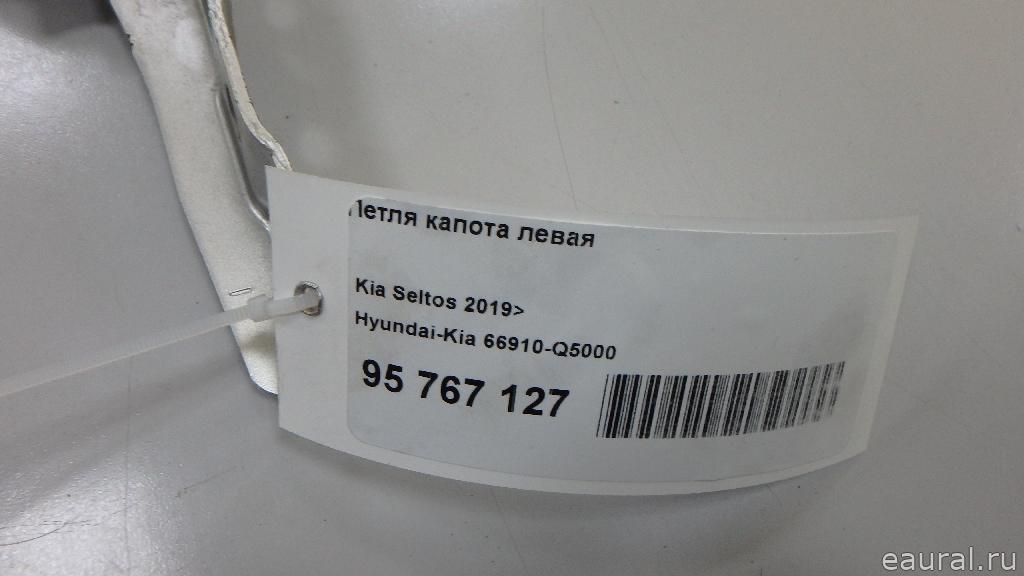 Петля капота левая
Kia Seltos 2019>
Hyundai-Kia 66910-Q5000
95 767 127
eaural.ru